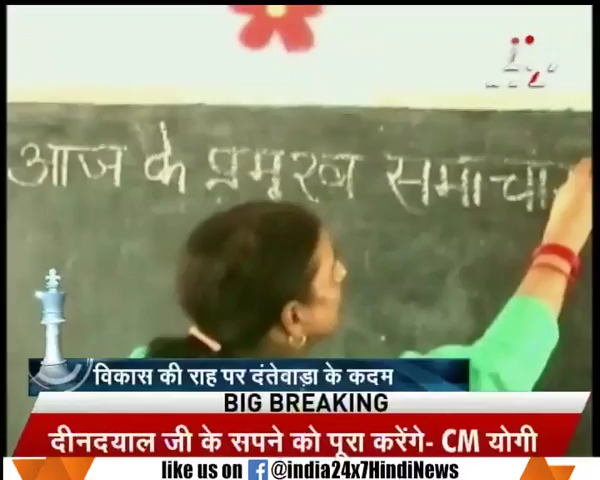 आज के प्रमुख समाचार
विकास की राह पर दंतेवाड़ा के कदम
BIG BREAKING
दीनदयाल जी के सपने को पूरा करेंगे- CM योगी
like us on f @india24x7HindiNews